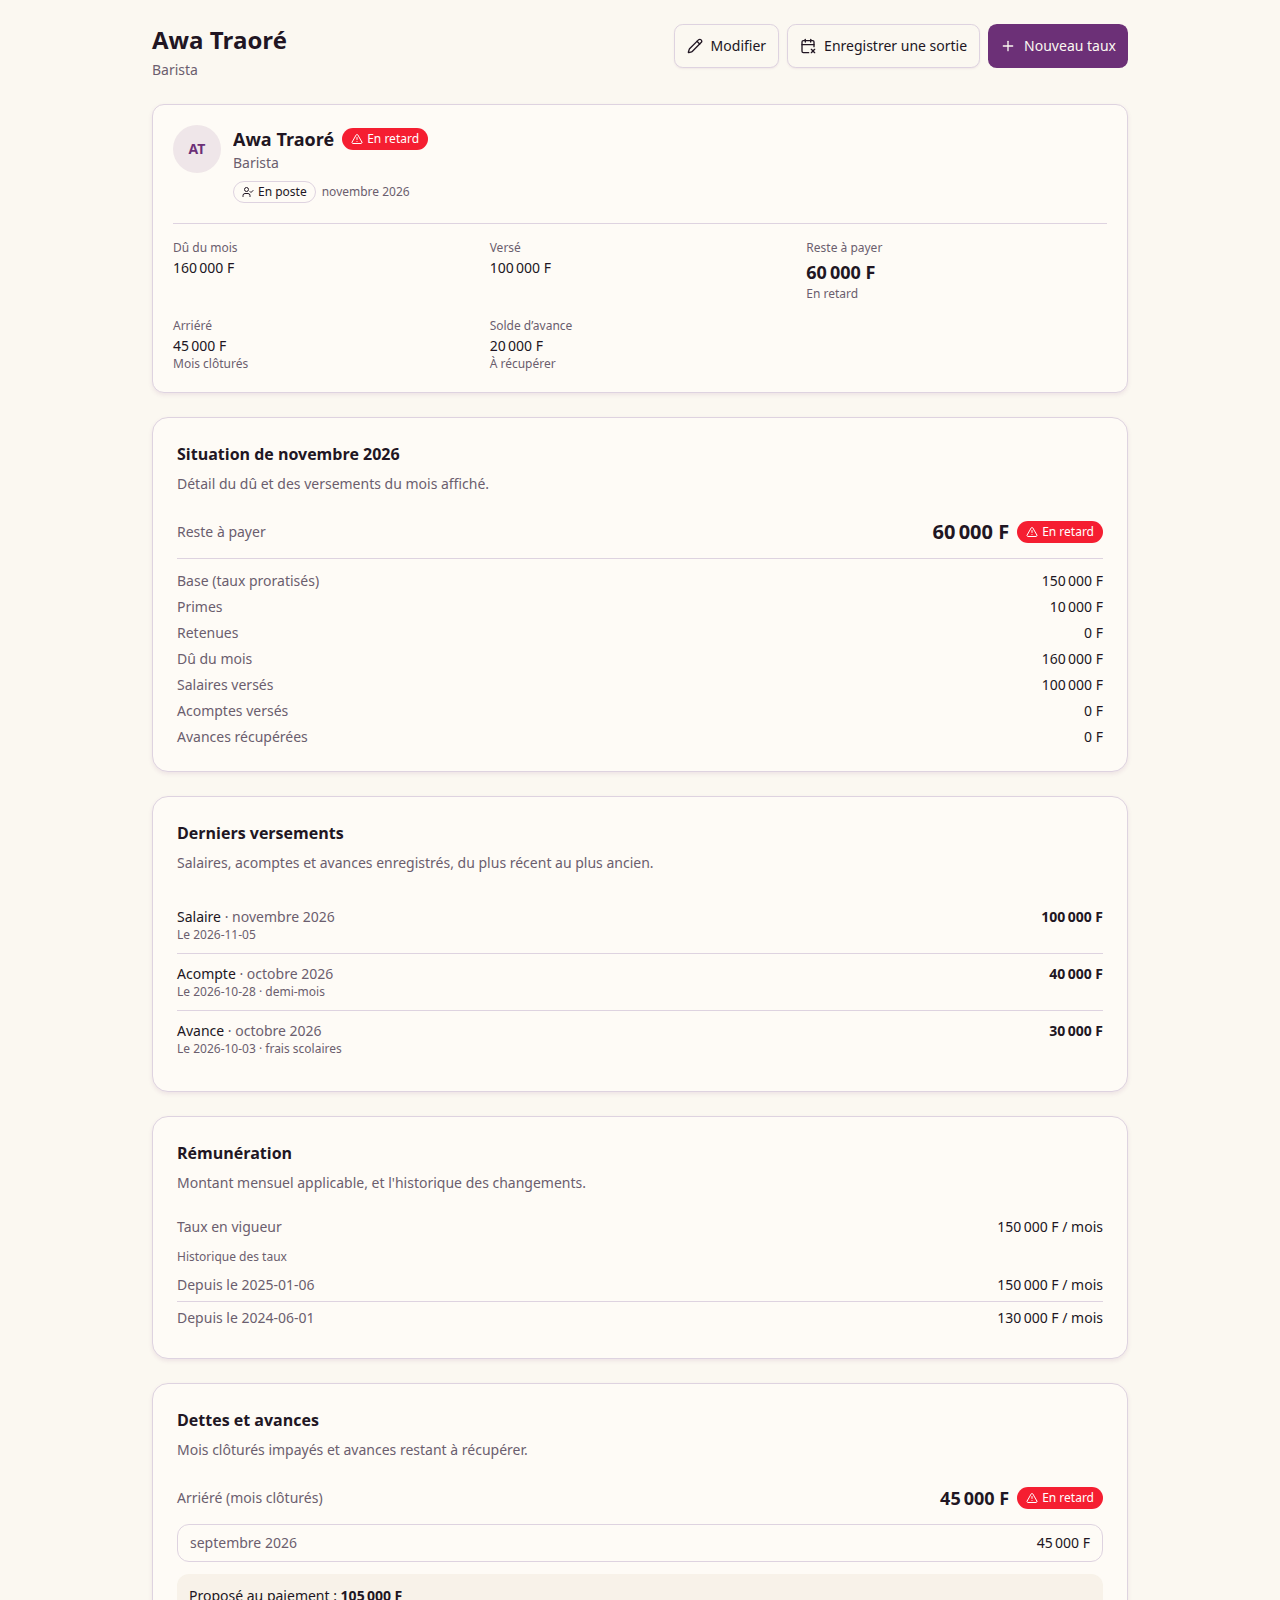 Awa Traoré
Barista
Modifier
Enregistrer une sortie
Nouveau taux
AT
Awa Traoré
En retard
Barista
En poste
novembre 2026
Dû du mois
160 000 F
Versé
100 000 F
Reste à payer
60 000 F
En retard
Arriéré
45 000 F
Mois clôturés
Solde d’avance
20 000 F
À récupérer
Situation de novembre 2026
Détail du dû et des versements du mois affiché.
Reste à payer
60 000 F
En retard
Base (taux proratisés)
150 000 F
Primes
10 000 F
Retenues
0 F
Dû du mois
160 000 F
Salaires versés
100 000 F
Acomptes versés
0 F
Avances récupérées
0 F
Derniers versements
Salaires, acomptes et avances enregistrés, du plus récent au plus ancien.
Salaire · novembre 2026
100 000 F
Le 2026-11-05
Acompte · octobre 2026
40 000 F
Le 2026-10-28 · demi-mois
Avance · octobre 2026
30 000 F
Le 2026-10-03 · frais scolaires
Rémunération
Montant mensuel applicable, et l'historique des changements.
Taux en vigueur
150 000 F / mois
Historique des taux
Depuis le 2025-01-06
150 000 F / mois
Depuis le 2024-06-01
130 000 F / mois
Dettes et avances
Mois clôturés impayés et avances restant à récupérer.
Arriéré (mois clôturés)
45 000 F
En retard
septembre 2026
45 000 F
Proposé au paiement : 105 000 F